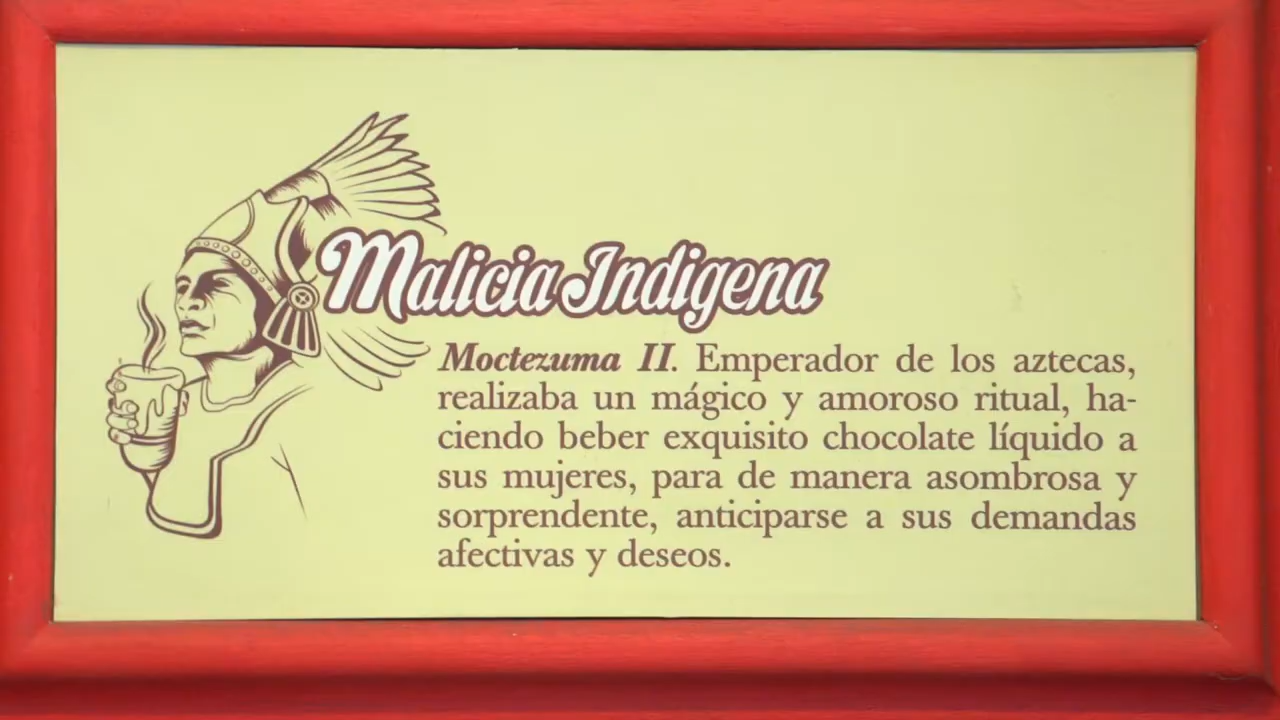 Malicia Indigena
Moctezuma II. Emperador de los aztecas,
realizaba un mágico y amoroso ritual, ha-
ciendo beber exquisito chocolate líquido a
sus mujeres, para de manera asombrosa y
sorprendente, anticiparse a sus demandas
afectivas y deseos.